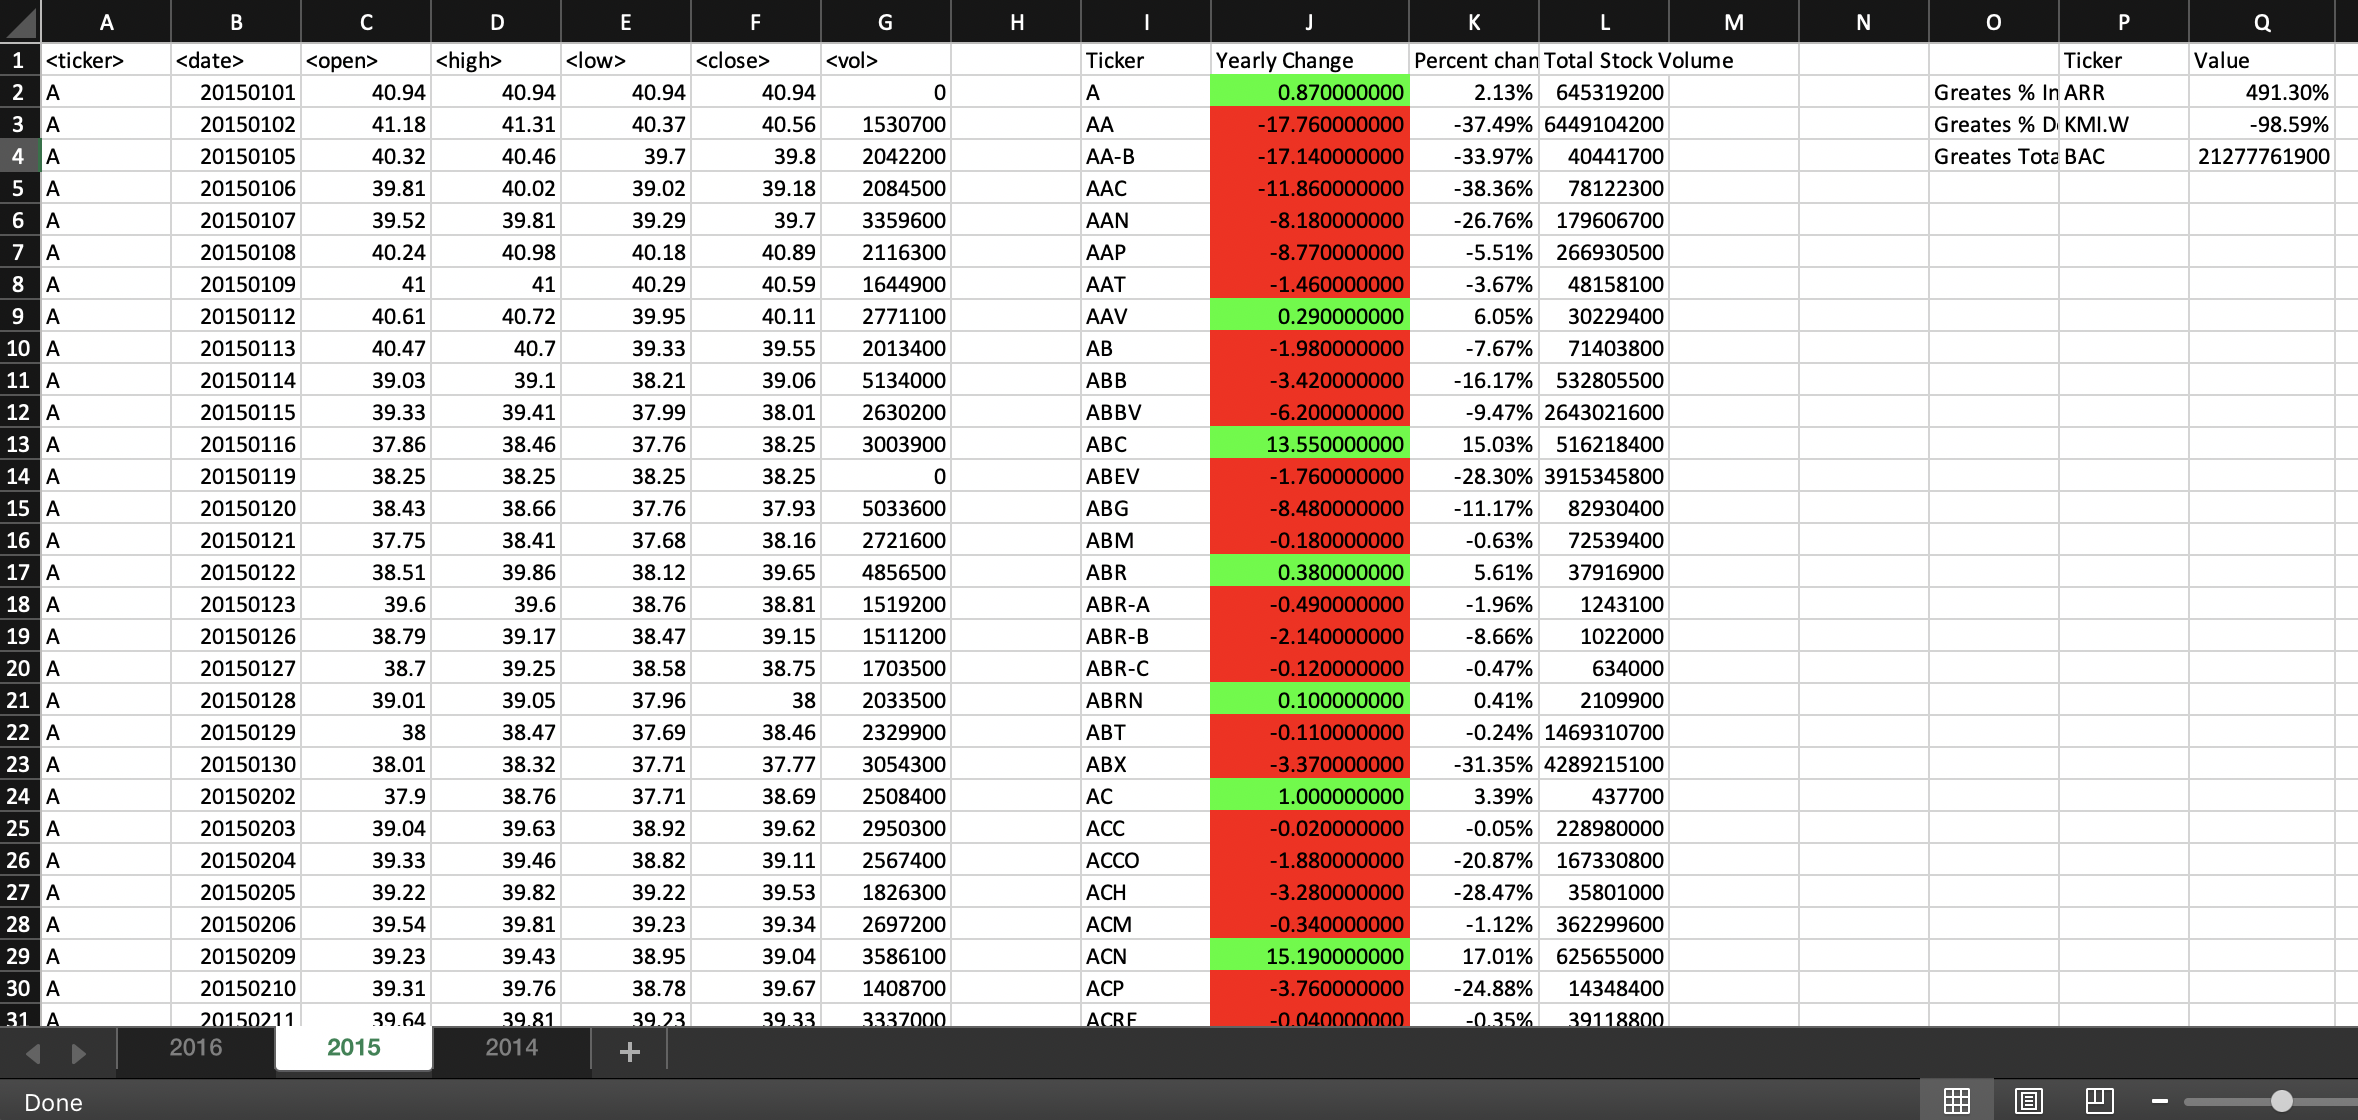 A B C D E F G H I J K L M N O P Q
1 <ticker> <date> <open> <high> <low> <close> <vol> Ticker Yearly Change Percent chan Total Stock Volume Ticker Value
2 A 20150101 40.94 40.94 40.94 40.94 0 A 0.870000000 2.13% 645319200 Greates % In ARR 491.30%
3 A 20150102 41.18 41.31 40.37 40.56 1530700 AA -17.760000000 -37.49% 6449104200 Greates % D KMI.W -98.59%
4 A 20150105 40.32 40.46 39.7 39.8 2042200 AA-B -17.140000000 -33.97% 40441700 Greates Tota BAC 21277761900
5 A 20150106 39.81 40.02 39.02 39.18 2084500 AAC -11.860000000 -38.36% 78122300
6 A 20150107 39.52 39.81 39.29 39.7 3359600 AAN -8.180000000 -26.76% 179606700
7 A 20150108 40.24 40.98 40.18 40.89 2116300 AAP -8.770000000 -5.51% 266930500
8 A 20150109 41 41 40.29 40.59 1644900 AAT -1.460000000 -3.67% 48158100
9 A 20150112 40.61 40.72 39.95 40.11 2771100 AAV 0.290000000 6.05% 30229400
10 A 20150113 40.47 40.7 39.33 39.55 2013400 AB -1.980000000 -7.67% 71403800
11 A 20150114 39.03 39.1 38.21 39.06 5134000 ABB -3.420000000 -16.17% 532805500
12 A 20150115 39.33 39.41 37.99 38.01 2630200 ABBV -6.200000000 -9.47% 2643021600
13 A 20150116 37.86 38.46 37.76 38.25 3003900 ABC 13.550000000 15.03% 516218400
14 A 20150119 38.25 38.25 38.25 38.25 0 ABEV -1.760000000 -28.30% 3915345800
15 A 20150120 38.43 38.66 37.76 37.93 5033600 ABG -8.480000000 -11.17% 82930400
16 A 20150121 37.75 38.41 37.68 38.16 2721600 ABM -0.180000000 -0.63% 72539400
17 A 20150122 38.51 39.86 38.12 39.65 4856500 ABR 0.380000000 5.61% 37916900
18 A 20150123 39.6 39.6 38.76 38.81 1519200 ABR-A -0.490000000 -1.96% 1243100
19 A 20150126 38.79 39.17 38.47 39.15 1511200 ABR-B -2.140000000 -8.66% 1022000
20 A 20150127 38.7 39.25 38.58 38.75 1703500 ABR-C -0.120000000 -0.47% 634000
21 A 20150128 39.01 39.05 37.96 38 2033500 ABRN 0.100000000 0.41% 2109900
22 A 20150129 38 38.47 37.69 38.46 2329900 ABT -0.110000000 -0.24% 1469310700
23 A 20150130 38.01 38.32 37.71 37.77 3054300 ABX -3.370000000 -31.35% 4289215100
24 A 20150202 37.9 38.76 37.71 38.69 2508400 AC 1.000000000 3.39% 437700
25 A 20150203 39.04 39.63 38.92 39.62 2950300 ACC -0.020000000 -0.05% 228980000
26 A 20150204 39.33 39.46 38.82 39.11 2567400 ACCO -1.880000000 -20.87% 167330800
27 A 20150205 39.22 39.82 39.22 39.53 1826300 ACH -3.280000000 -28.47% 35801000
28 A 20150206 39.54 39.81 39.23 39.34 2697200 ACM -0.340000000 -1.12% 362299600
29 A 20150209 39.23 39.43 38.95 39.04 3586100 ACN 15.190000000 17.01% 625655000
30 A 20150210 39.31 39.76 38.78 39.67 1408700 ACP -3.760000000 -24.88% 14348400
31 A 20150211 39.64 39.81 39.23 39.33 3337000 ACRE -0.040000000 -0.35% 39118800
2016 2015 2014 +
Done